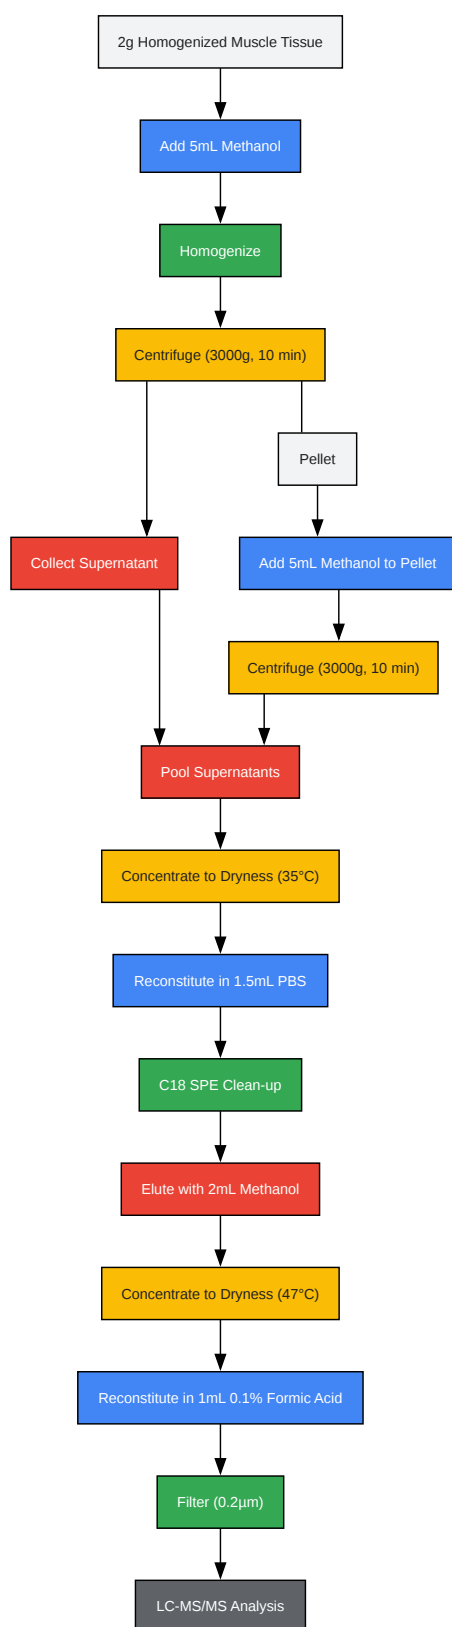 2g Homogenized Muscle Tissue
Add 5mL Methanol
Homogenize
Centrifuge (3000g, 10 min)
Pellet
Collect Supernatant
Add 5mL Methanol to Pellet
Centrifuge (3000g, 10 min)
Pool Supernatants
Concentrate to Dryness (35°C)
Reconstitute in 1.5mL PBS
C18 SPE Clean-up
Elute with 2mL Methanol
Concentrate to Dryness (47°C)
Reconstitute in 1mL 0.1% Formic Acid
Filter (0.2µm)
LC-MS/MS Analysis